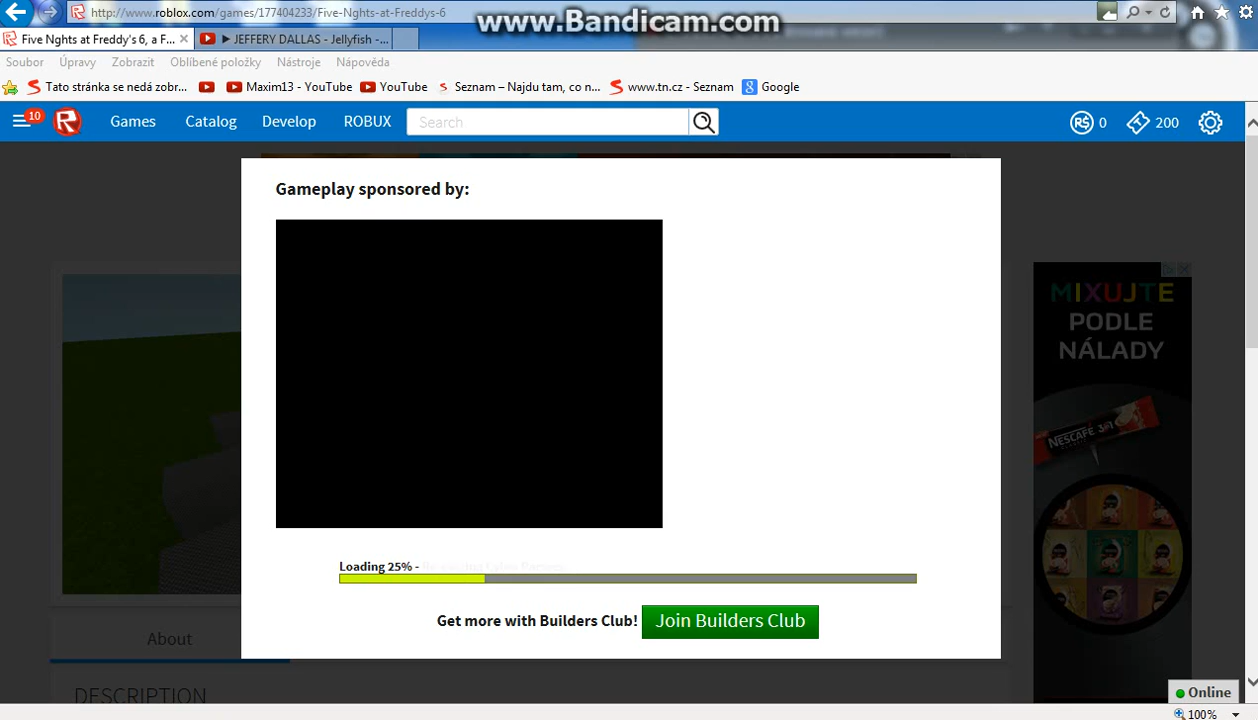 www.Bandicam.com
http://www.roblox.com/games/177404233/Five-Nghts-at-Freddys-6
Five Nghts at Freddy's 6, a F...
JEFFERY DALLAS - Jellyfish -...
Soubor Úpravy Zobrazit Oblíbené položky Nástroje Nápověda
Tato stránka se nedá zobr... Maxim13 - YouTube YouTube Seznam – Najdu tam, co n... www.tn.cz - Seznam Google
10 Games Catalog Develop ROBUX Search R$ 0 T 200
Gameplay sponsored by:
MIXUJTE
PODLE
NÁLADY
NESCAFÉ 3in1
Loading 25% -
Get more with Builders Club! Join Builders Club
About
DESCRIPTION
Online
100%